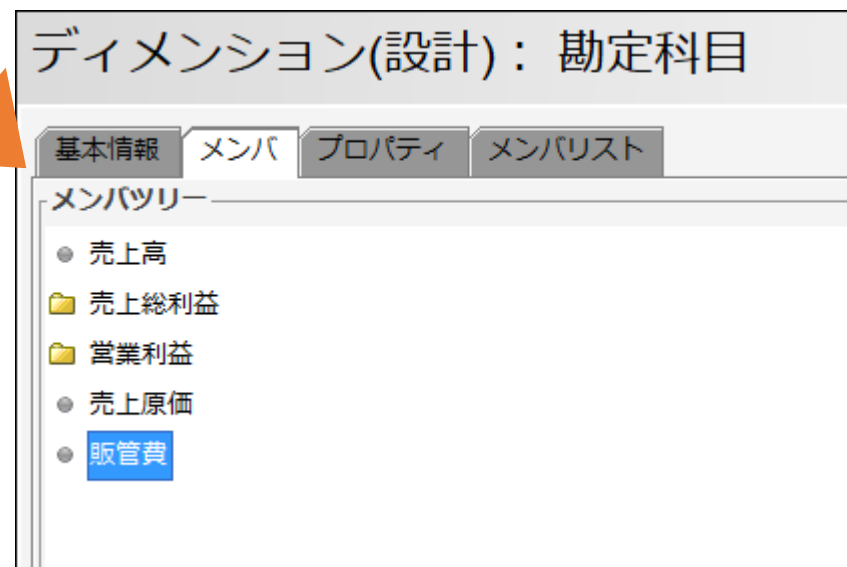 ディメンション(設計)： 勘定科目
基本情報 メンバ プロパティ メンバリスト
メンバツリー
売上高
売上総利益
営業利益
売上原価
販管費